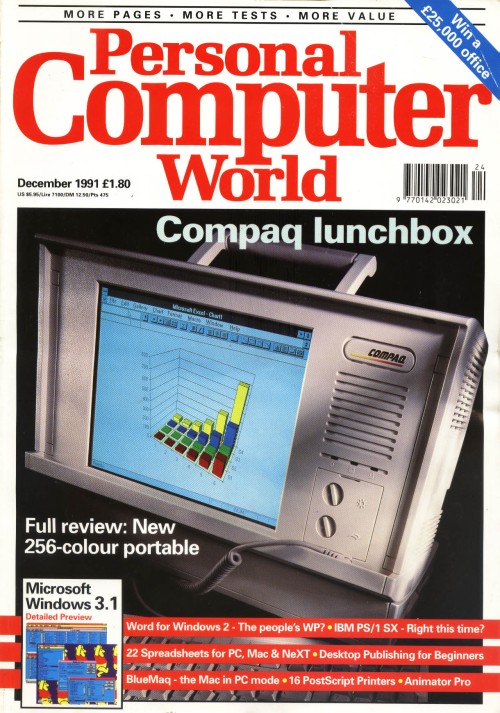 MORE PAGES • MORE TESTS • MORE VALUE
Win a
£25,000 office
Personal
Computer
World
December 1991 £1.80
US $5.95/Lire 7100/DM 12.50/Pts 475
24
9 770142 023021
Compaq lunchbox
Microsoft Excel - Chart1
File Edit Gallery Chart Format Macro Window Help
COMPAQ
Full review: New
256-colour portable
Microsoft
Windows 3.1
Detailed Preview
Word for Windows 2 - The people's WP? • IBM PS/1 SX - Right this time?
22 Spreadsheets for PC, Mac & NeXT • Desktop Publishing for Beginners
BlueMaq - the Mac in PC mode • 16 PostScript Printers • Animator Pro